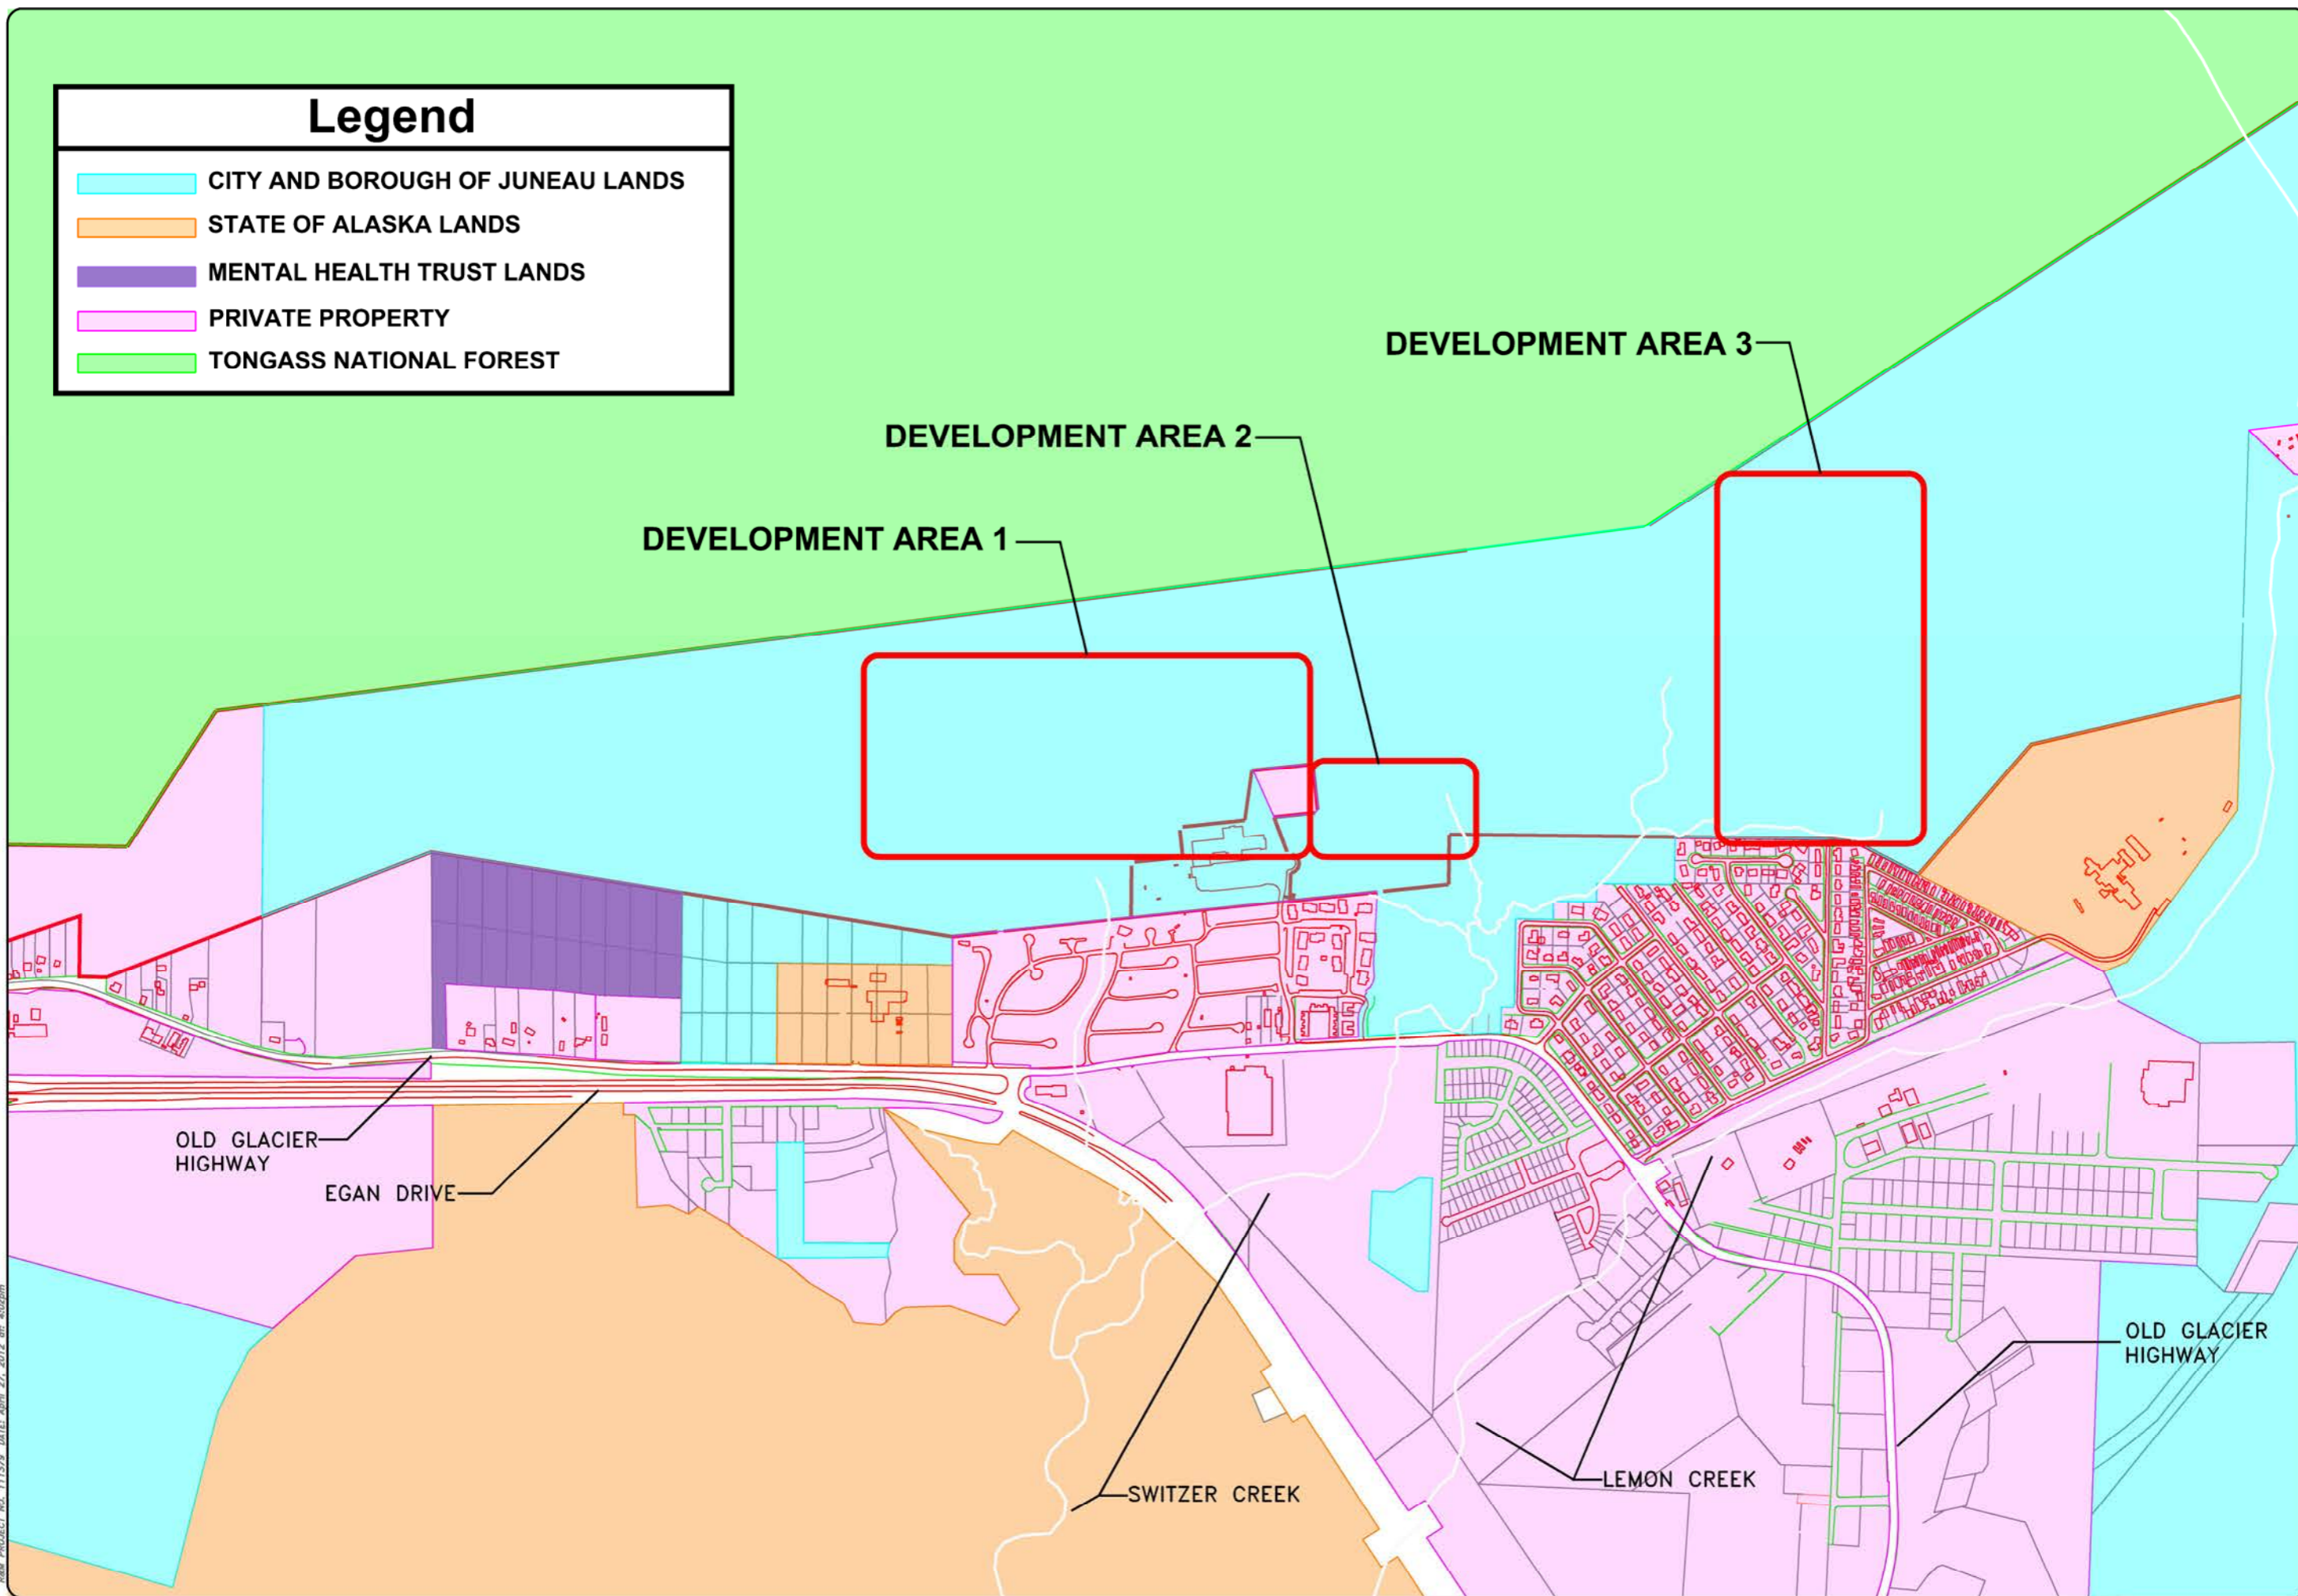 Legend
CITY AND BOROUGH OF JUNEAU LANDS
STATE OF ALASKA LANDS
MENTAL HEALTH TRUST LANDS
PRIVATE PROPERTY
TONGASS NATIONAL FOREST
DEVELOPMENT AREA 3
DEVELOPMENT AREA 2
DEVELOPMENT AREA 1
OLD GLACIER
HIGHWAY
EGAN DRIVE
SWITZER CREEK
LEMON CREEK
OLD GLACIER
HIGHWAY